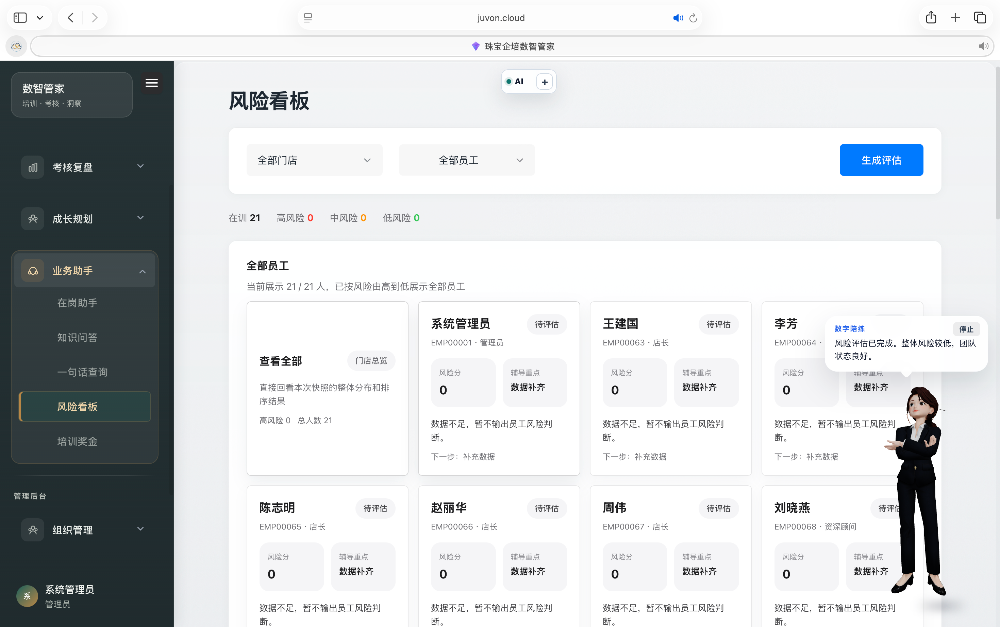 juvon.cloud
珠宝企培数智管家
数智管家
培训 · 考核 · 洞察
考核复盘
成长规划
业务助手
在岗助手
知识问答
一句话查询
风险看板
培训奖金
管理后台
组织管理
系
系统管理员
管理员
AI
风险看板
全部门店
全部员工
生成评估
在训 21 高风险 0 中风险 0 低风险 0
全部员工
当前展示 21 / 21 人，已按风险由高到低展示全部员工
查看全部
门店总览
直接回看本次快照的整体分布和排
序结果
高风险 0 总人数 21
系统管理员
待评估
EMP00001 · 管理员
风险分
0
辅导重点
数据补齐
数据不足，暂不输出员工风险判
断。
下一步：补充数据
王建国
待评估
EMP00063 · 店长
风险分
0
辅导重点
数据补齐
数据不足，暂不输出员工风险判
断。
下一步：补充数据
李芳
EMP00064 ·
风险分
0
辅导重点
数据补齐
数据不足，暂不输出员工风险判
断。
下一步：补充数据
数字陪练
停止
风险评估已完成。整体风险较低，团队
状态良好。
陈志明
待评估
EMP00065 · 店长
风险分
0
辅导重点
数据补齐
数据不足，暂不输出员工风险判
断。
赵丽华
待评估
EMP00066 · 店长
风险分
0
辅导重点
数据补齐
数据不足，暂不输出员工风险判
断。
周伟
待评估
EMP00067 · 店长
风险分
0
辅导重点
数据补齐
数据不足，暂不输出员工风险判
断。
刘晓燕
待评估
EMP00068 · 资深顾问
风险分
0
辅导重点
数据补齐
数据不足，暂不输出员工风险判
断。